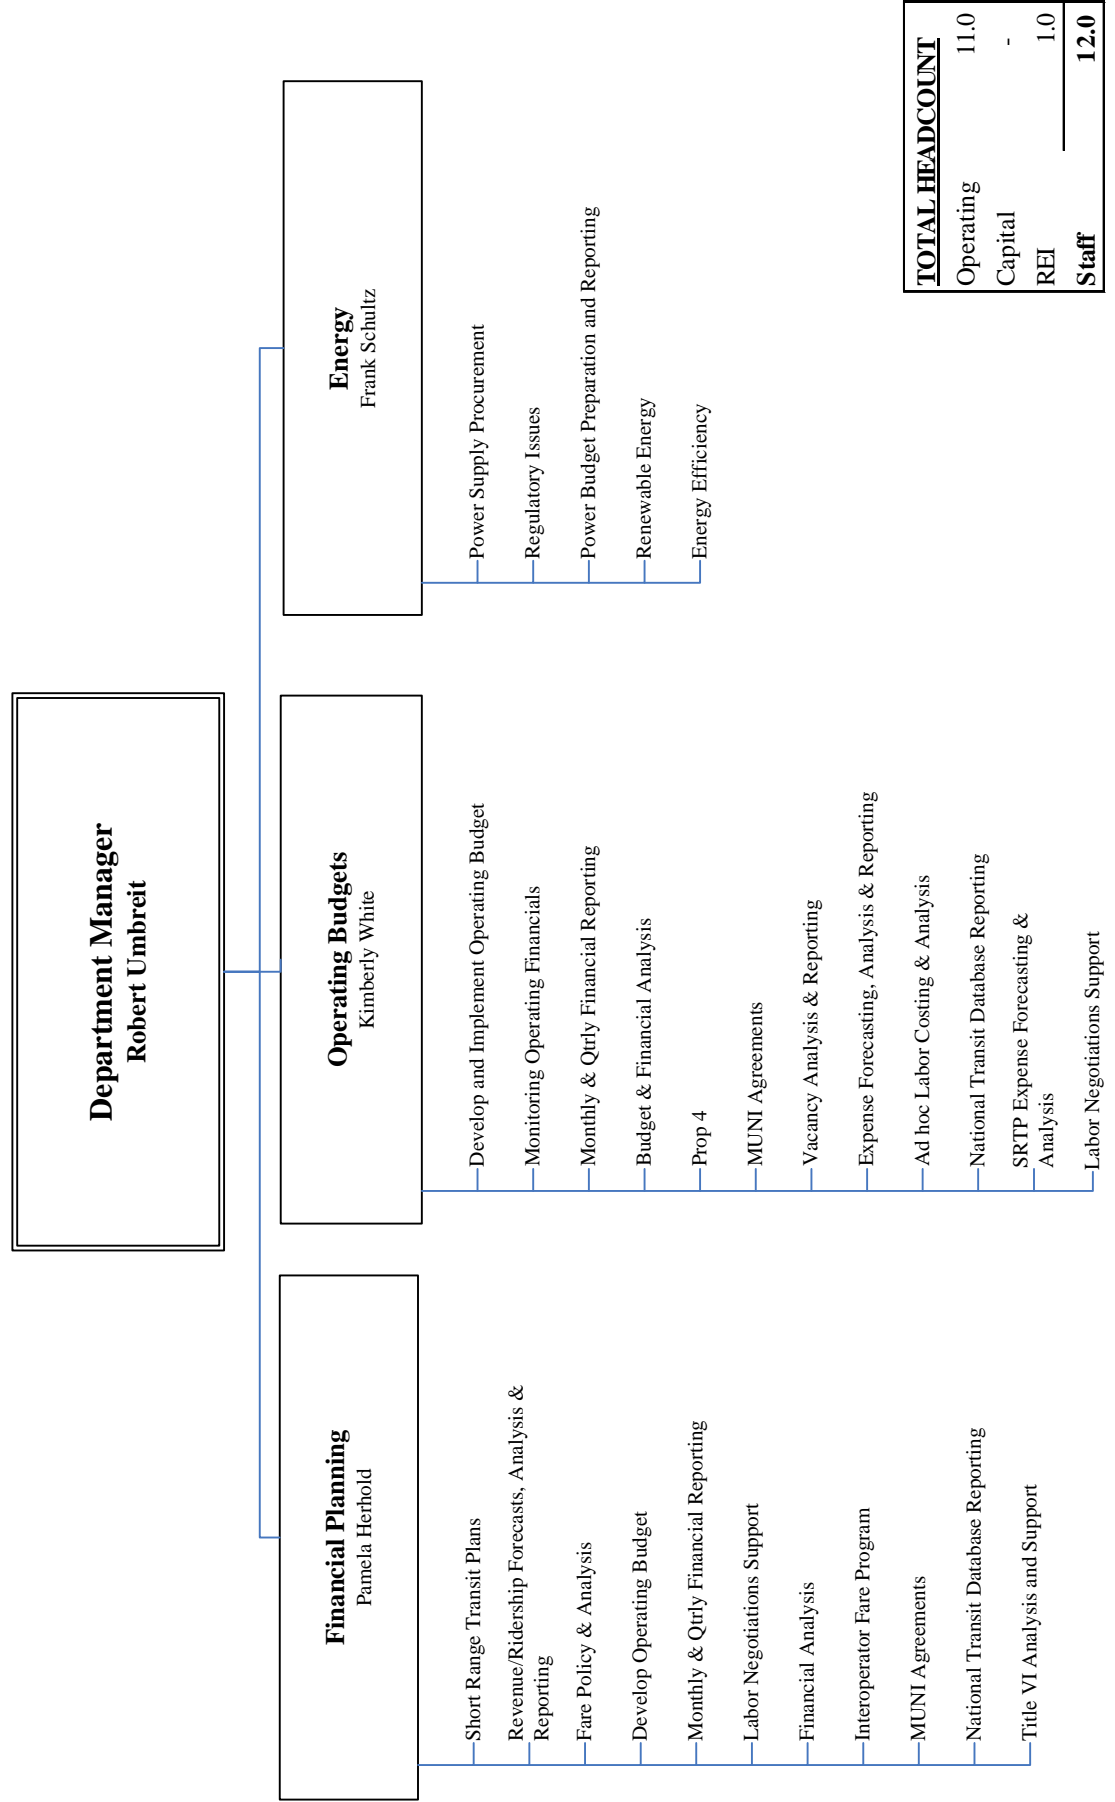 Department Manager
Robert Umbreit
Financial Planning
Pamela Herhold
Short Range Transit Plans
Revenue/Ridership Forecasts, Analysis &
Reporting
Fare Policy & Analysis
Develop Operating Budget
Monthly & Qtrly Financial Reporting
Labor Negotiations Support
Financial Analysis
Interoperator Fare Program
MUNI Agreements
National Transit Database Reporting
Title VI Analysis and Support
Operating Budgets
Kimberly White
Develop and Implement Operating Budget
Monitoring Operating Financials
Monthly & Qtrly Financial Reporting
Budget & Financial Analysis
Prop 4
MUNI Agreements
Vacancy Analysis & Reporting
Expense Forecasting, Analysis & Reporting
Ad hoc Labor Costing & Analysis
National Transit Database Reporting
SRTP Expense Forecasting &
Analysis
Labor Negotiations Support
Energy
Frank Schultz
Power Supply Procurement
Regulatory Issues
Power Budget Preparation and Reporting
Renewable Energy
Energy Efficiency
TOTAL HEADCOUNT
Operating 11.0
Capital -
REI 1.0
Staff 12.0